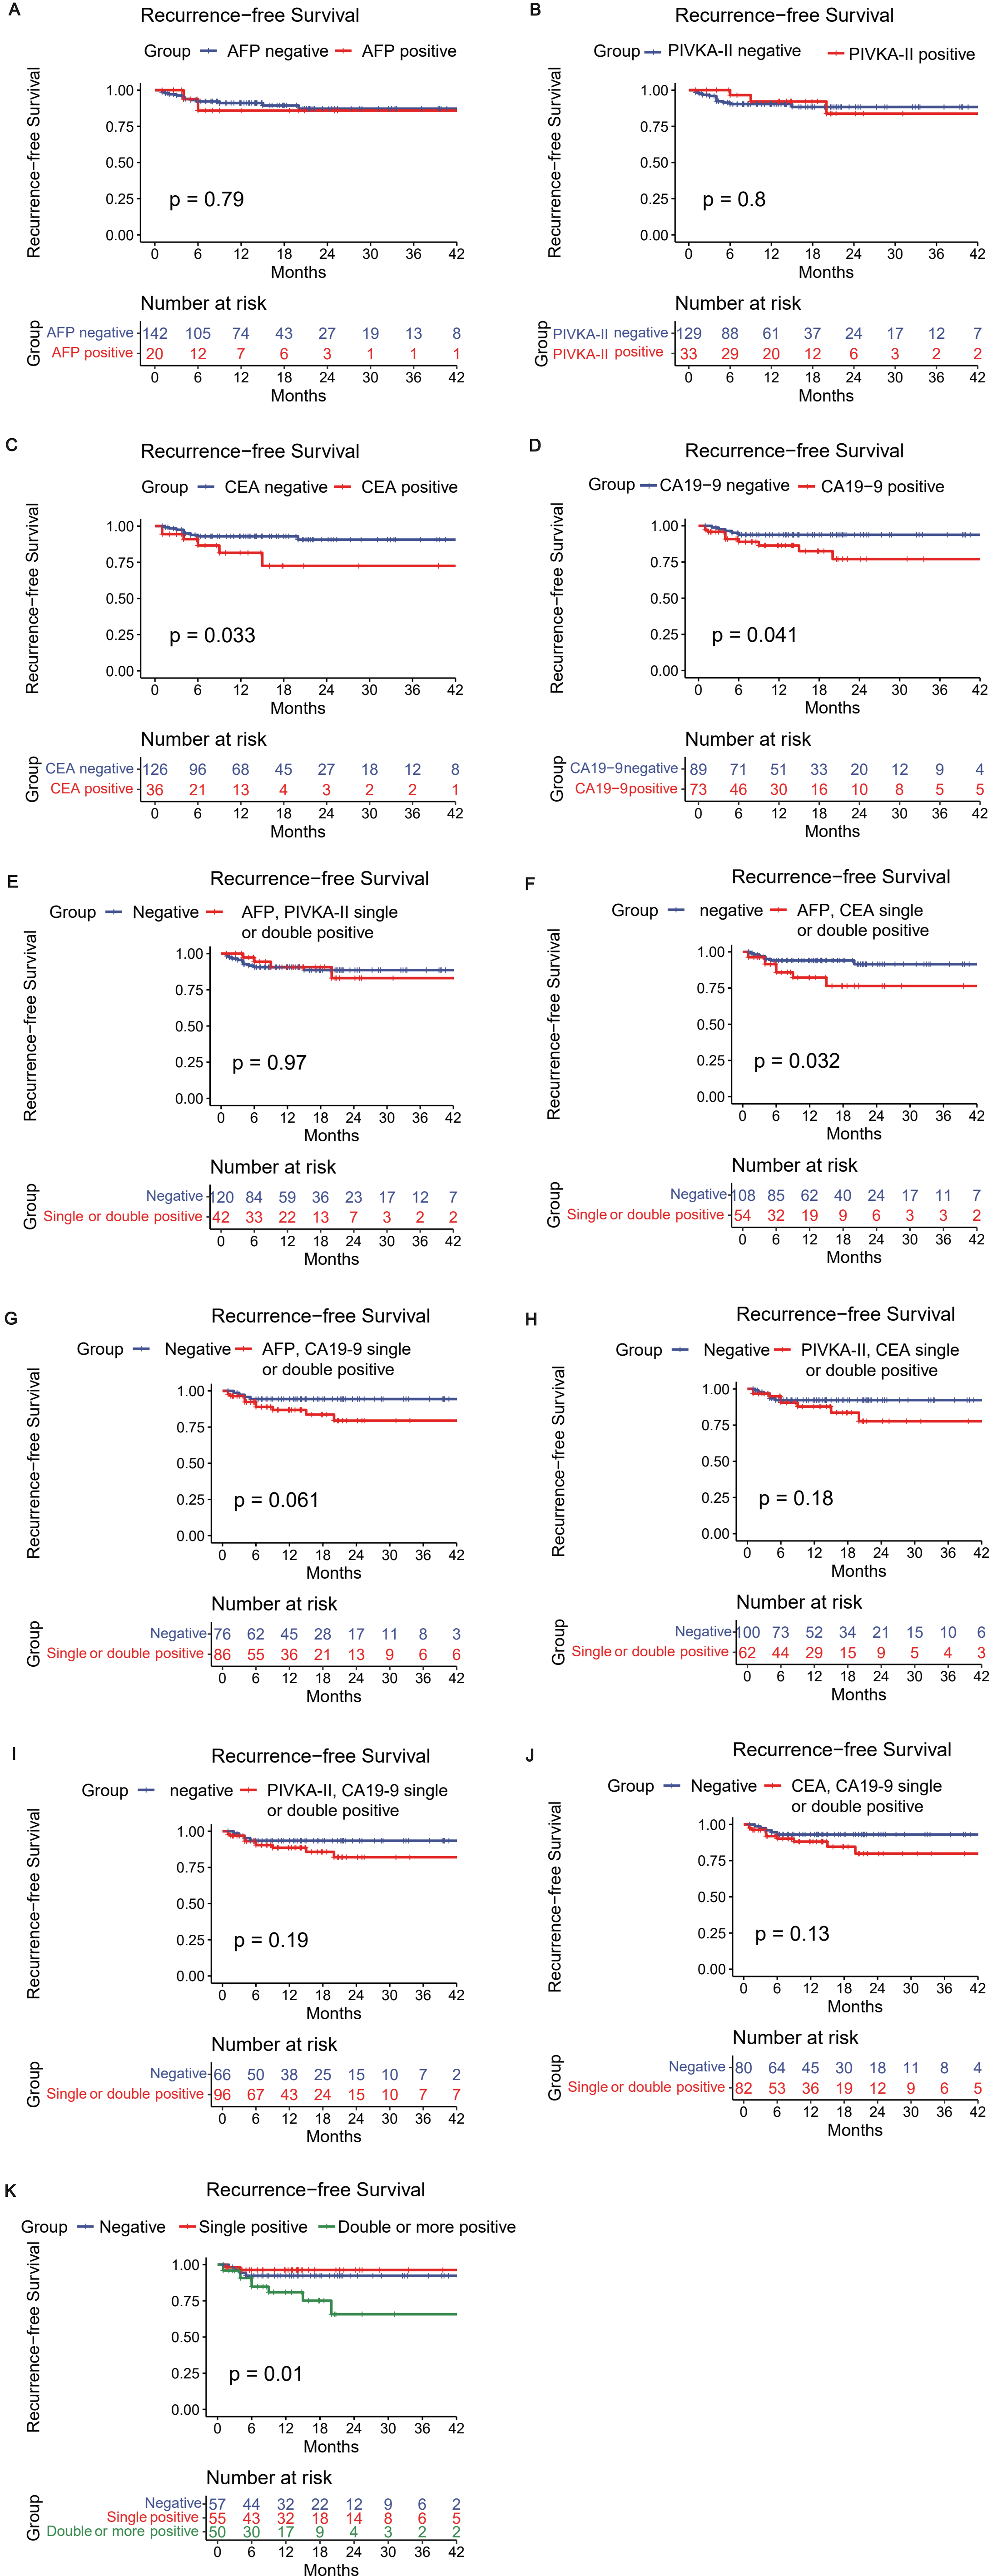 A
Recurrence−free Survival
Group AFP negative AFP positive
Recurrence−free Survival
1.00
0.75
0.50
0.25
0.00
p = 0.79
0 6 12 18 24 30 36 42
Months
Number at risk
Group
AFP negative 142 105 74 43 27 19 13 8
AFP positive 20 12 7 6 3 1 1 1
0 6 12 18 24 30 36 42
Months
B
Recurrence−free Survival
Group PIVKA-II negative PIVKA-II positive
Recurrence−free Survival
1.00
0.75
0.50
0.25
0.00
p = 0.8
0 6 12 18 24 30 36 42
Months
Number at risk
Group
PIVKA-II negative 129 88 61 37 24 17 12 7
PIVKA-II positive 33 29 20 12 6 3 2 2
0 6 12 18 24 30 36 42
Months
C
Recurrence−free Survival
Group CEA negative CEA positive
Recurrence−free Survival
1.00
0.75
0.50
0.25
0.00
p = 0.033
0 6 12 18 24 30 36 42
Months
Number at risk
Group
CEA negative 126 96 68 45 27 18 12 8
CEA positive 36 21 13 4 3 2 2 1
0 6 12 18 24 30 36 42
Months
D
Recurrence−free Survival
Group CA19−9 negative CA19−9 positive
Recurrence−free Survival
1.00
0.75
0.50
0.25
0.00
p = 0.041
0 6 12 18 24 30 36 42
Months
Number at risk
Group
CA19−9negative 89 71 51 33 20 12 9 4
CA19−9positive 73 46 30 16 10 8 5 5
0 6 12 18 24 30 36 42
Months
E
Recurrence−free Survival
Group Negative AFP, PIVKA-II single
or double positive
Recurrence−free Survival
1.00
0.75
0.50
0.25
0.00
p = 0.97
0 6 12 18 24 30 36 42
Months
Number at risk
Group
Negative 120 84 59 36 23 17 12 7
Single or double positive 42 33 22 13 7 3 2 2
0 6 12 18 24 30 36 42
Months
F
Recurrence−free Survival
Group negative AFP, CEA single
or double positive
Recurrence−free Survival
1.00
0.75
0.50
0.25
0.00
p = 0.032
0 6 12 18 24 30 36 42
Months
Number at risk
Group
Negative 108 85 62 40 24 17 11 7
Single or double positive 54 32 19 9 6 3 3 2
0 6 12 18 24 30 36 42
Months
G
Recurrence−free Survival
Group Negative AFP, CA19-9 single
or double positive
Recurrence−free Survival
1.00
0.75
0.50
0.25
0.00
p = 0.061
0 6 12 18 24 30 36 42
Months
Number at risk
Group
Negative 76 62 45 28 17 11 8 3
Single or double positive 86 55 36 21 13 9 6 6
0 6 12 18 24 30 36 42
Months
H
Recurrence−free Survival
Group Negative PIVKA-II, CEA single
or double positive
Recurrence−free Survival
1.00
0.75
0.50
0.25
0.00
p = 0.18
0 6 12 18 24 30 36 42
Months
Number at risk
Group
Negative 100 73 52 34 21 15 10 6
Single or double positive 62 44 29 15 9 5 4 3
0 6 12 18 24 30 36 42
Months
I
Recurrence−free Survival
Group negative PIVKA-II, CA19-9 single
or double positive
Recurrence−free Survival
1.00
0.75
0.50
0.25
0.00
p = 0.19
0 6 12 18 24 30 36 42
Months
Number at risk
Group
Negative 66 50 38 25 15 10 7 2
Single or double positive 96 67 43 24 15 10 7 7
0 6 12 18 24 30 36 42
Months
J
Recurrence−free Survival
Group Negative CEA, CA19-9 single
or double positive
Recurrence−free Survival
1.00
0.75
0.50
0.25
0.00
p = 0.13
0 6 12 18 24 30 36 42
Months
Number at risk
Group
Negative 80 64 45 30 18 11 8 4
Single or double positive 82 53 36 19 12 9 6 5
0 6 12 18 24 30 36 42
Months
K
Recurrence−free Survival
Group Negative Single positive Double or more positive
Recurrence−free Survival
1.00
0.75
0.50
0.25
0.00
p = 0.01
0 6 12 18 24 30 36 42
Months
Number at risk
Group
Negative 57 44 32 22 12 9 6 2
Single positive 55 43 32 18 14 8 6 5
Double or more positive 50 30 17 9 4 3 2 2
0 6 12 18 24 30 36 42
Months